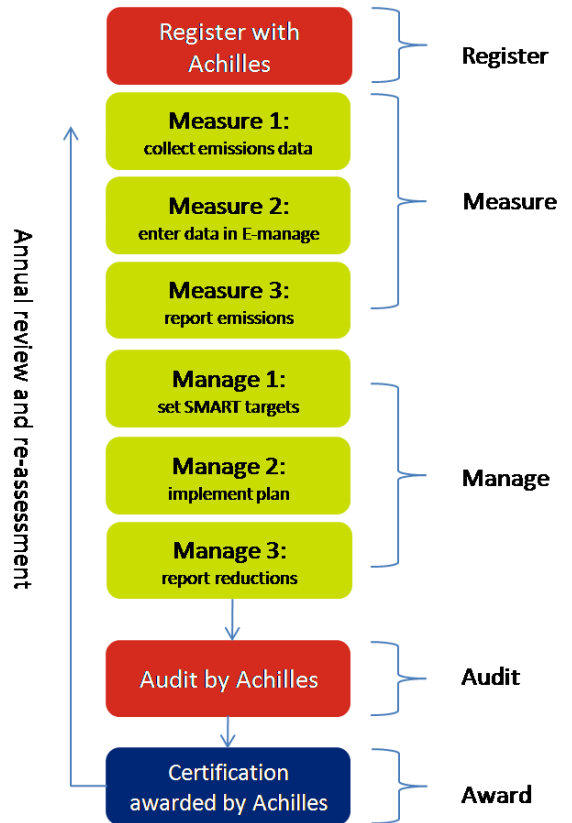 Register with
Achilles
Register
Measure 1:
collect emissions data
Measure 2:
enter data in E-manage
Measure
Measure 3:
report emissions
Annual review and re-assessment
Manage 1:
set SMART targets
Manage 2:
implement plan
Manage
Manage 3:
report reductions
Audit by Achilles
Audit
Certification
awarded by Achilles
Award